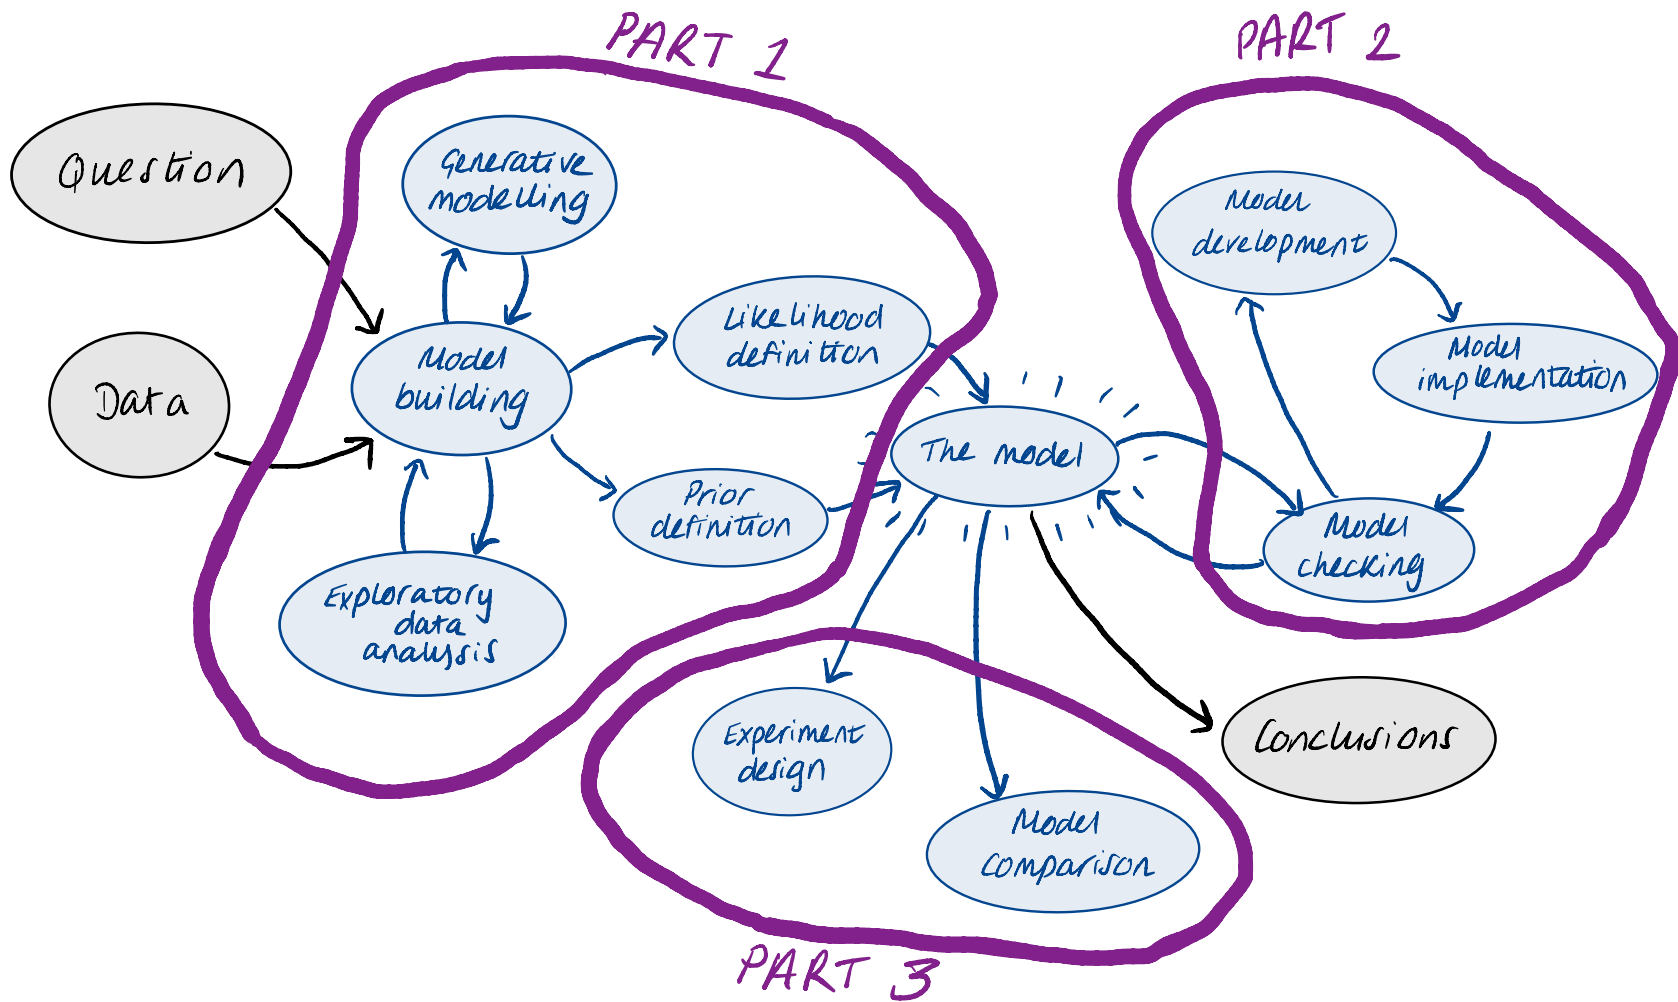 PART 1
PART 2
Question
Generative
modelling
Model
development
Likelihood
definition
Model
building
Model
implementation
Data
The model
Prior
definition
Model
checking
Exploratory
data
analysis
Experiment
design
Conclusions
Model
comparison
PART 3